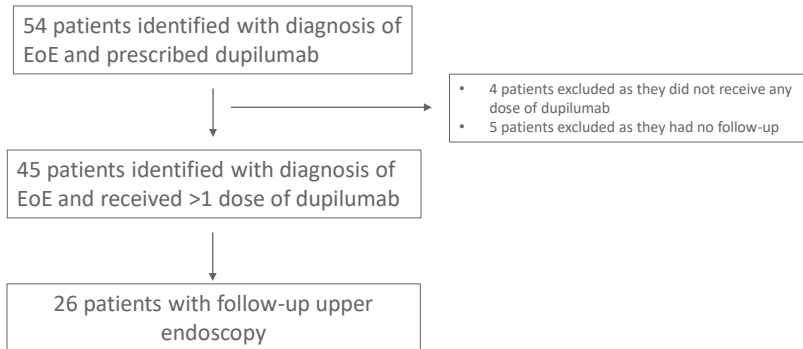 54 patients identified with diagnosis of
EoE and prescribed dupilumab
• 4 patients excluded as they did not receive any
dose of dupilumab
• 5 patients excluded as they had no follow-up
45 patients identified with diagnosis of
EoE and received >1 dose of dupilumab
26 patients with follow-up upper
endoscopy